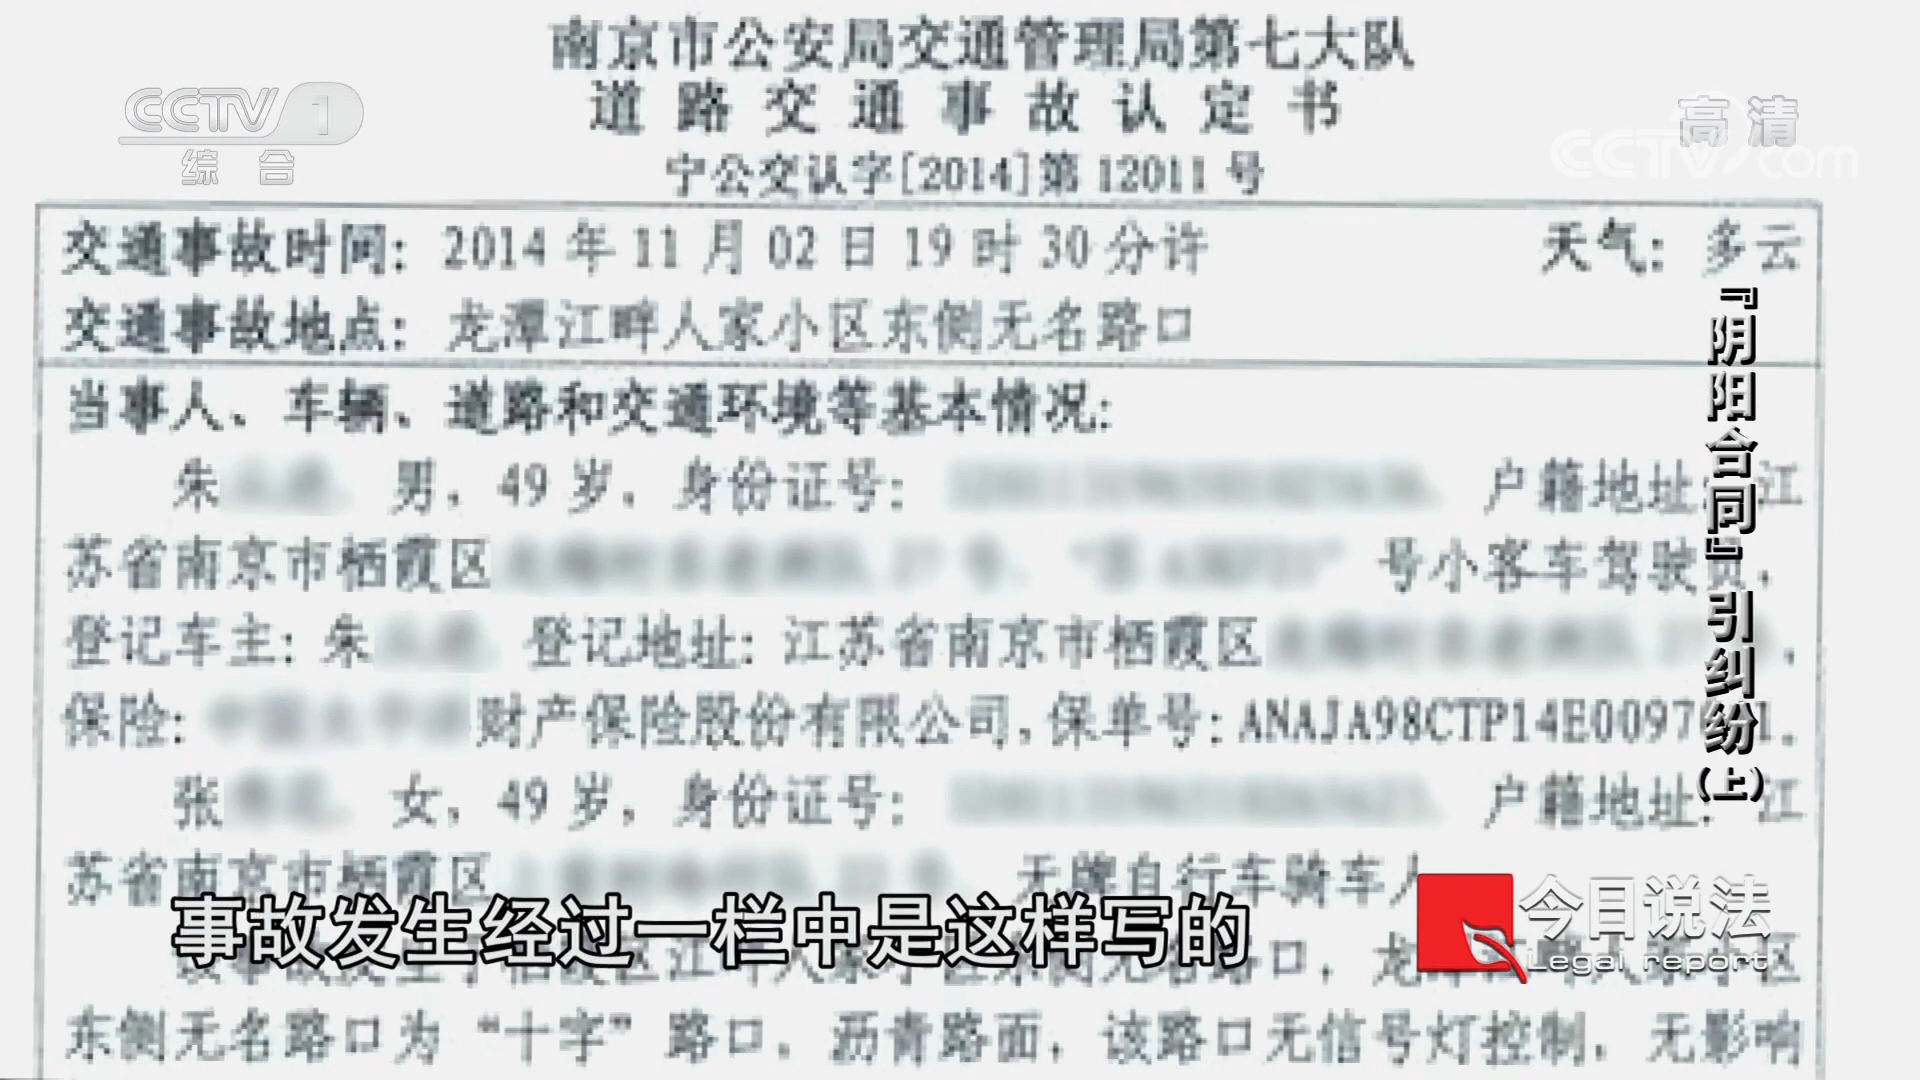 南京市公安局交通管理局第七大队
道路交通事故认定书
宁公交认字[2014]第12011号
CCTV 1
综合
高清
CCTV.com
交通事故时间: 2014年11月02日19时30分许 天气: 多云
交通事故地点: 龙潭江畔人家小区东侧无名路口
当事人、车辆、道路和交通环境等基本情况:
朱 男, 49岁, 身份证号: 户籍地址: 江
苏省南京市栖霞区 号小客车驾驶员,
登记车主: 朱 登记地址: 江苏省南京市栖霞区
保险: 财产保险股份有限公司, 保单号: ANAJA98CTP14E0097
张 女, 49岁, 身份证号: 户籍地址: 江
苏省南京市栖霞区 无牌自行车骑车人
东侧无名路口为“十字”路口, 沥青路面, 该路口无信号灯控制, 无影响
『阴阳合同』引纠纷(上)
事故发生经过一栏中是这样写的
今日说法
Legal report